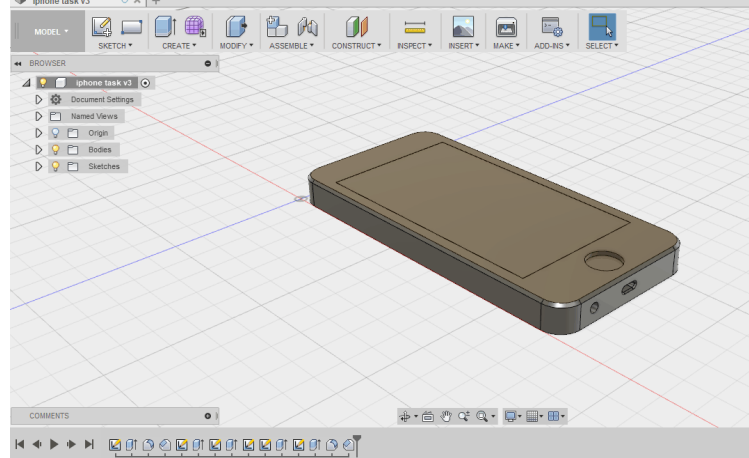 iphone task v3
MODEL
SKETCH
CREATE
MODIFY
ASSEMBLE
CONSTRUCT
INSPECT
INSERT
MAKE
ADD-INS
SELECT
BROWSER
iphone task v3
Document Settings
Named Views
Origin
Bodies
Sketches
COMMENTS